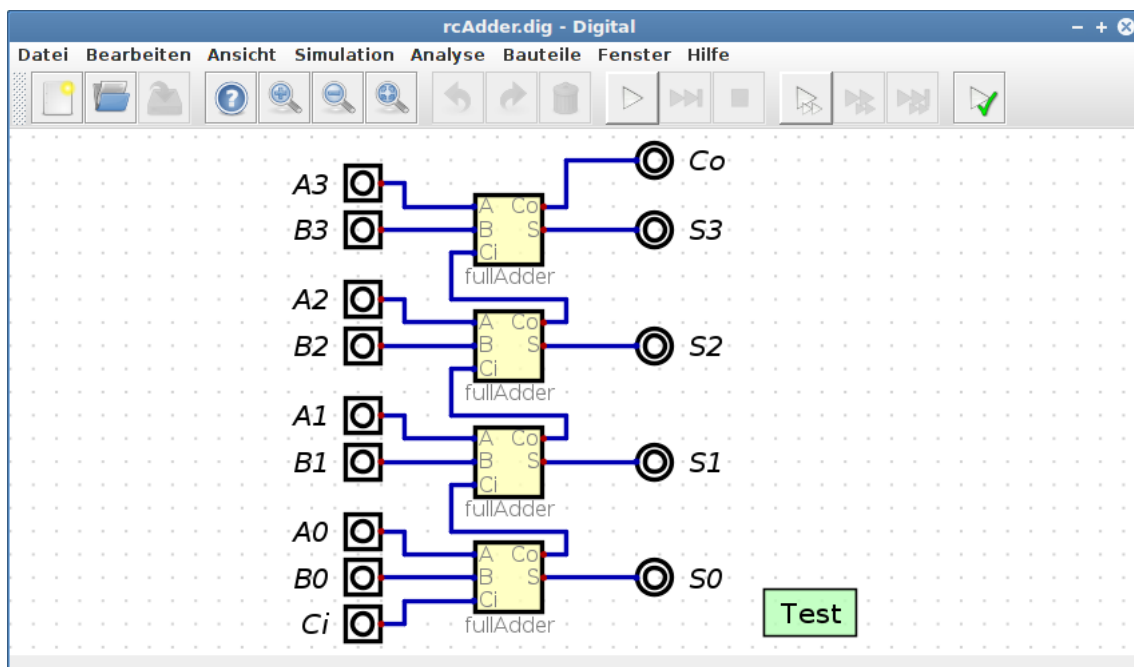 rcAdder.dig - Digital
Datei Bearbeiten Ansicht Simulation Analyse Bauteile Fenster Hilfe
Co
A3
A Co
B3
B S
S3
Ci
fullAdder
A2
A Co
B2
B S
S2
Ci
fullAdder
A1
A Co
B1
B S
S1
Ci
fullAdder
A0
A Co
B0
B S
S0
Ci
Ci
fullAdder
Test